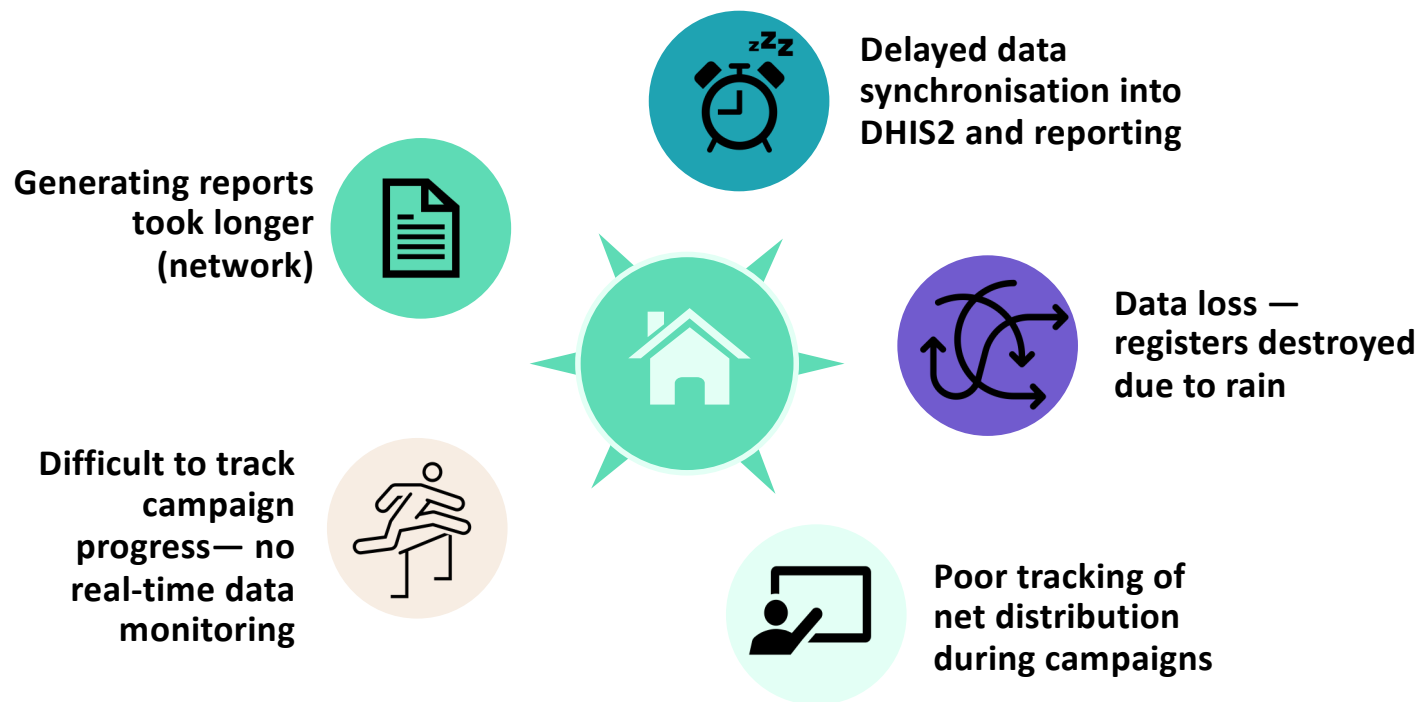 zzz
Delayed data
synchronisation into
DHIS2 and reporting
Generating reports
took longer
(network)
Data loss —
registers destroyed
due to rain
Difficult to track
campaign
progress— no
real-time data
monitoring
Poor tracking of
net distribution
during campaigns